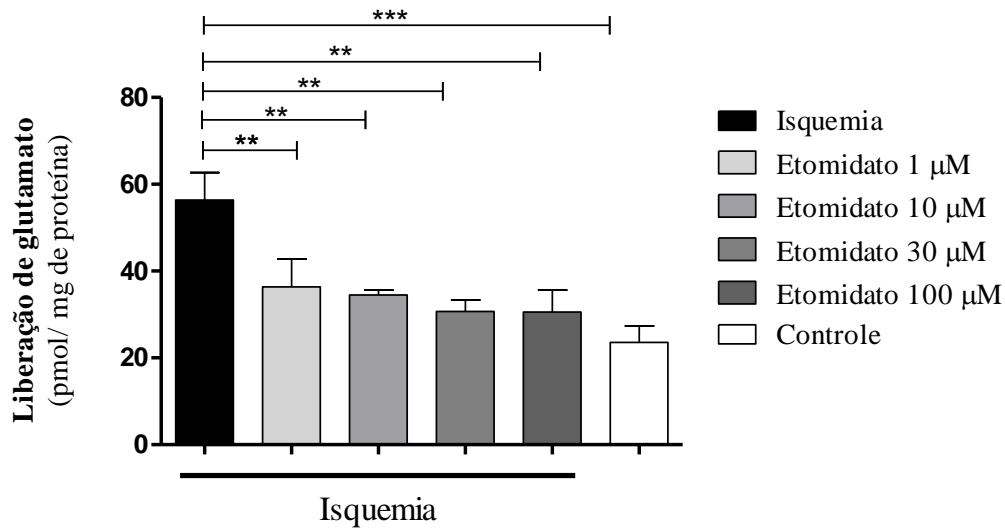 ***
**
**
**
**
80
60
40
20
0
Liberação de glutamato
(pmol/ mg de proteína)
Isquemia
Isquemia
Etomidato 1 μM
Etomidato 10 μM
Etomidato 30 μM
Etomidato 100 μM
Controle